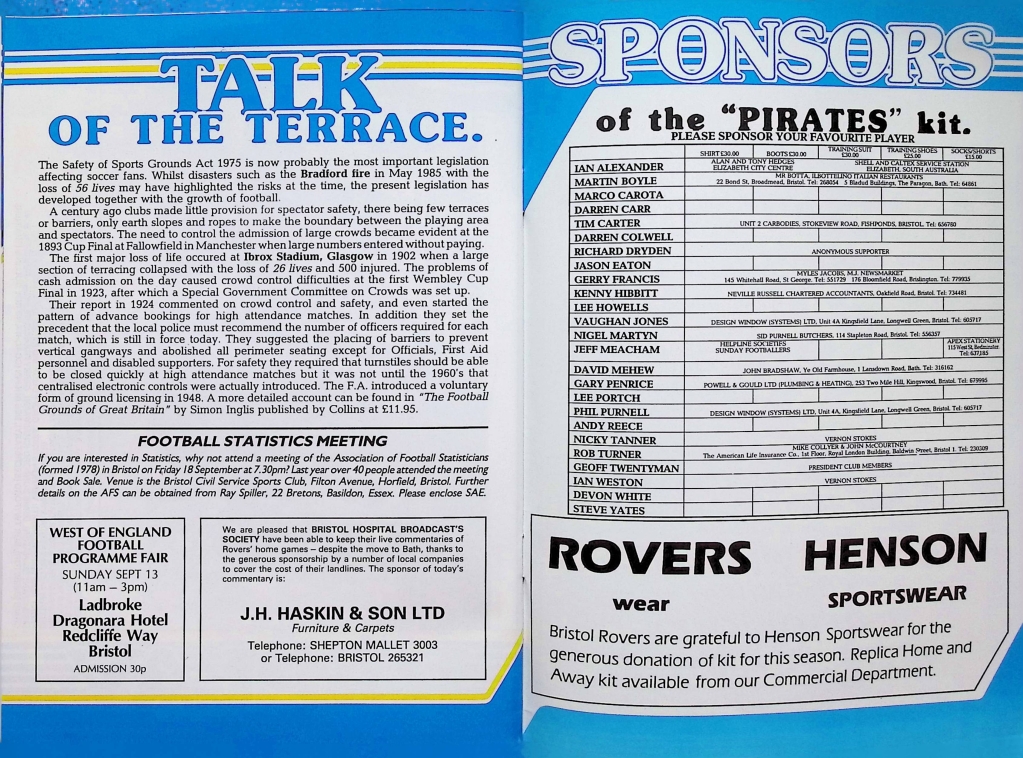 TALK
OF THE TERRACE.
The Safety of Sports Grounds Act 1975 is now probably the most important legislation
affecting soccer fans. Whilst disasters such as the Bradford fire in May 1985 with the
loss of 56 lives may have highlighted the risks at the time, the present legislation has
developed together with the growth of football.
A century ago clubs made little provision for spectator safety, there being few terraces
or barriers, only earth slopes and ropes to make the boundary between the playing area
and spectators. The need to control the admission of large crowds became evident at the
1893 Cup Final at Fallowfield in Manchester when large numbers entered without paying.
The first major loss of life occured at Ibrox Stadium, Glasgow in 1902 when a large
section of terracing collapsed with the loss of 26 lives and 500 injured. The problems of
cash admission on the day caused crowd control difficulties at the first Wembley Cup
Final in 1923, after which a Special Government Committee on Crowds was set up.
Their report in 1924 commented on crowd control and safety, and even started the
pattern of advance bookings for high attendance matches. In addition they set the
precedent that the local police must recommend the number of officers required for each
match, which is still in force today. They suggested the placing of barriers to prevent
vertical gangways and abolished all perimeter seating except for Officials, First Aid
personnel and disabled supporters. For safety they required that turnstiles should be able
to be closed quickly at high attendance matches but it was not until the 1960's that
centralised electronic controls were actually introduced. The F.A. introduced a voluntary
form of ground licensing in 1948. A more detailed account can be found in "The Football
Grounds of Great Britain" by Simon Inglis published by Collins at £11.95.
FOOTBALL STATISTICS MEETING
If you are interested in Statistics, why not attend a meeting of the Association of Football Statisticians
(formed 1978) in Bristol on Friday 18 September at 7.30pm? Last year over 40 people attended the meeting
and Book Sale. Venue is the Bristol Civil Service Sports Club, Filton Avenue, Horfield, Bristol. Further
details on the AFS can be obtained from Ray Spiller, 22 Bretons, Basildon, Essex. Please enclose SAE.
WEST OF ENGLAND
FOOTBALL
PROGRAMME FAIR
SUNDAY SEPT 13
(11am – 3pm)
Ladbroke
Dragonara Hotel
Redcliffe Way
Bristol
ADMISSION 30p
We are pleased that BRISTOL HOSPITAL BROADCAST'S
SOCIETY have been able to keep their live commentaries of
Rovers' home games – despite the move to Bath, thanks to
the generous sponsorship by a number of local companies
to cover the cost of their landlines. The sponsor of today's
commentary is:
J.H. HASKIN & SON LTD
Furniture & Carpets
Telephone: SHEPTON MALLET 3003
or Telephone: BRISTOL 265321
SPONSORS
of the "PIRATES" kit.
PLEASE SPONSOR YOUR FAVOURITE PLAYER
SHIRT £30.00 BOOTS £30.00 TRAINING SUIT £30.00 TRAINING SHOES £25.00 SOCKS/SHORTS £15.00
IAN ALEXANDER ALAN AND TONY HEDGES ELIZABETH CITY CENTRE SHELL AND CALTEX SERVICE STATION ELIZABETH, SOUTH AUSTRALIA
MARTIN BOYLE MR BOTTA, ILBOTTELINO ITALIAN RESTAURANTS
22 Bond St, Broadmead, Bristol. Tel: 268054 5 Bladud Buildings, The Paragon, Bath. Tel: 64861
MARCO CAROTA
DARREN CARR
TIM CARTER UNIT 2 CARBODIES, STOKEVIEW ROAD, FISHPONDS, BRISTOL. Tel: 656780
DARREN COLWELL
RICHARD DRYDEN ANONYMOUS SUPPORTER
JASON EATON
GERRY FRANCIS MYLES JACOBS, M.J. NEWSMARKET
145 Whitehall Road, St George. Tel: 551729 176 Bloomfield Road, Brislington. Tel: 779935
KENNY HIBBITT NEVILLE RUSSELL CHARTERED ACCOUNTANTS, Oakfield Road, Bristol. Tel: 734481
LEE HOWELLS
VAUGHAN JONES DESIGN WINDOW (SYSTEMS) LTD, Unit 4A Kingsfield Lane, Longwell Green, Bristol. Tel: 605717
NIGEL MARTYN SID PURNELL BUTCHERS, 114 Stapleton Road, Bristol. Tel: 556357
JEFF MEACHAM HELPLINE SOCIETIES SUNDAY FOOTBALLERS APEX STATIONERY 115 West St, Bedminster Tel: 637,185
DAVID MEHEW JOHN BRADSHAW, Ye Old Farmhouse, 1 Lansdown Road, Bath. Tel: 316162
GARY PENRICE POWELL & GOULD LTD (PLUMBING & HEATING), 253 Two Mile Hill, Kingswood, Bristol. Tel: 679995
LEE PORTCH
PHIL PURNELL DESIGN WINDOW (SYSTEMS) LTD, Unit 4A, Kingsfield Lane, Longwell Green, Bristol. Tel: 605717
ANDY REECE
NICKY TANNER VERNON STOKES
ROB TURNER MIKE COLLYER & JOHN McCOURTNEY
The American Life Insurance Co., 1st Floor, Royal London Building, Baldwin Street, Bristol 1. Tel: 230309
GEOFF TWENTYMAN PRESIDENT CLUB MEMBERS
IAN WESTON VERNON STOKES
DEVON WHITE
STEVE YATES
ROVERS HENSON
wear SPORTSWEAR
Bristol Rovers are grateful to Henson Sportswear for the
generous donation of kit for this season. Replica Home and
Away kit available from our Commercial Department.